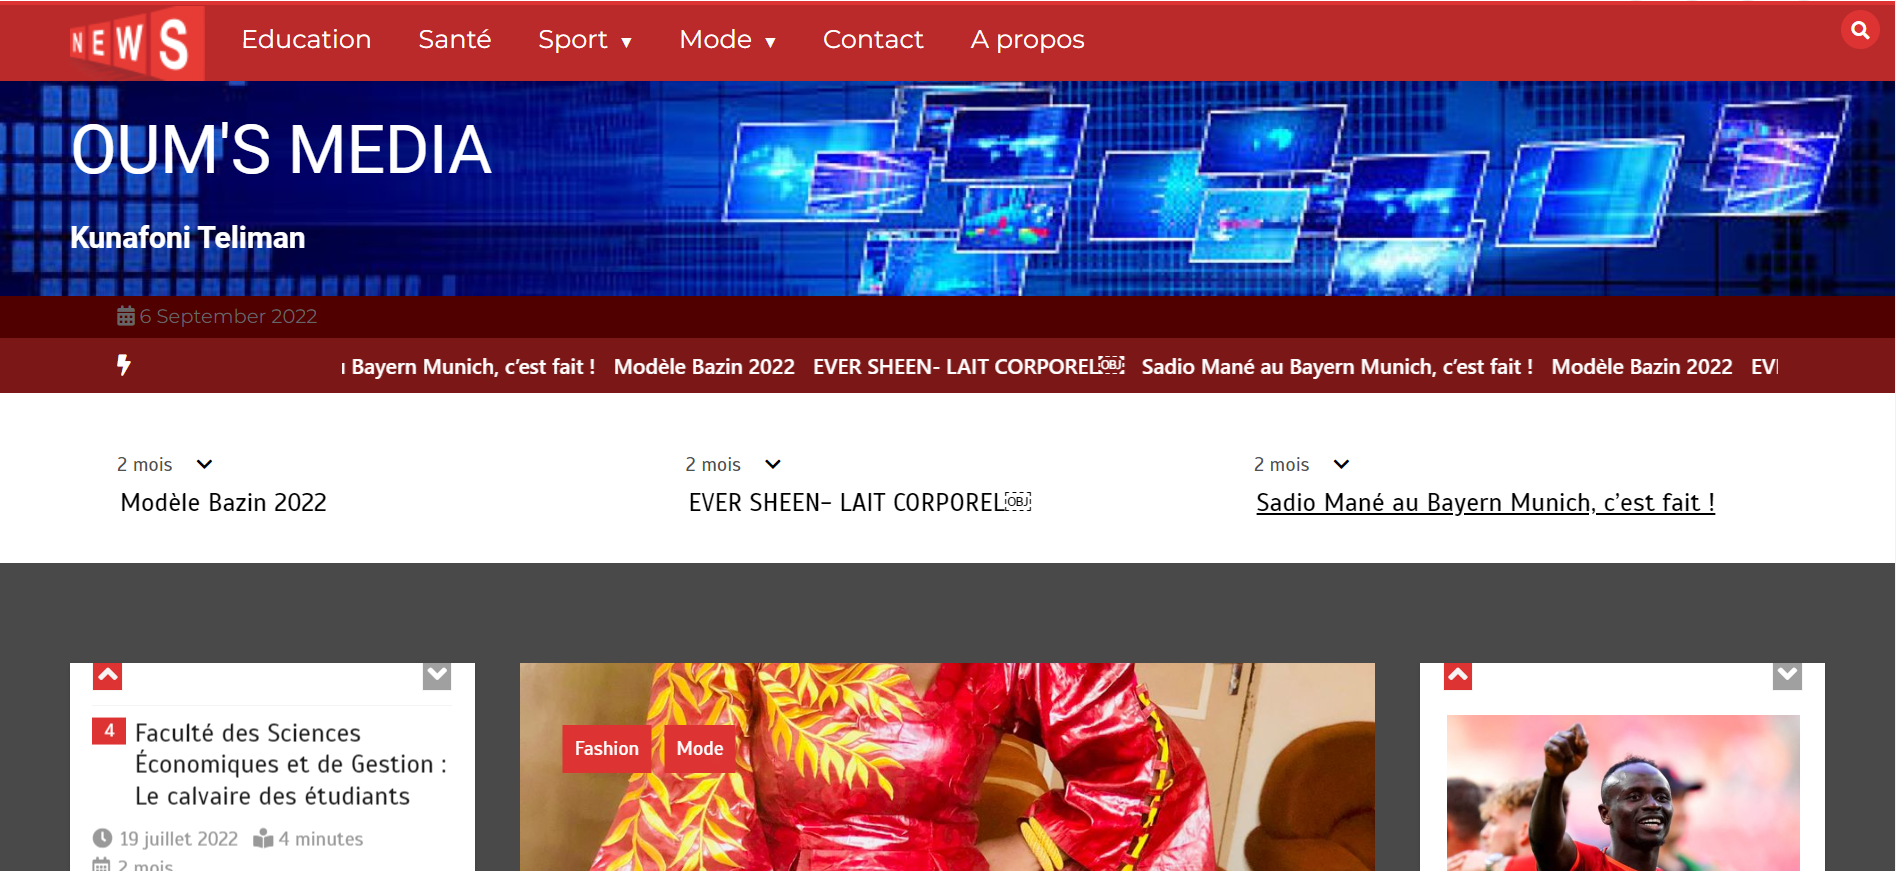 NEWS Education Santé Sport ▼ Mode ▼ Contact A propos
OUM'S MEDIA
Kunafoni Teliman
6 September 2022
Bayern Munich, c’est fait ! Modèle Bazin 2022 EVER SHEEN- LAIT CORPOREL￼ Sadio Mané au Bayern Munich, c’est fait ! Modèle Bazin 2022
2 mois
Modèle Bazin 2022
2 mois
EVER SHEEN– LAIT CORPOREL￼
2 mois
Sadio Mané au Bayern Munich, c’est fait !
4 Faculté des Sciences
Économiques et de Gestion :
Le calvaire des étudiants
19 juillet 2022 4 minutes
2 mois
Fashion Mode